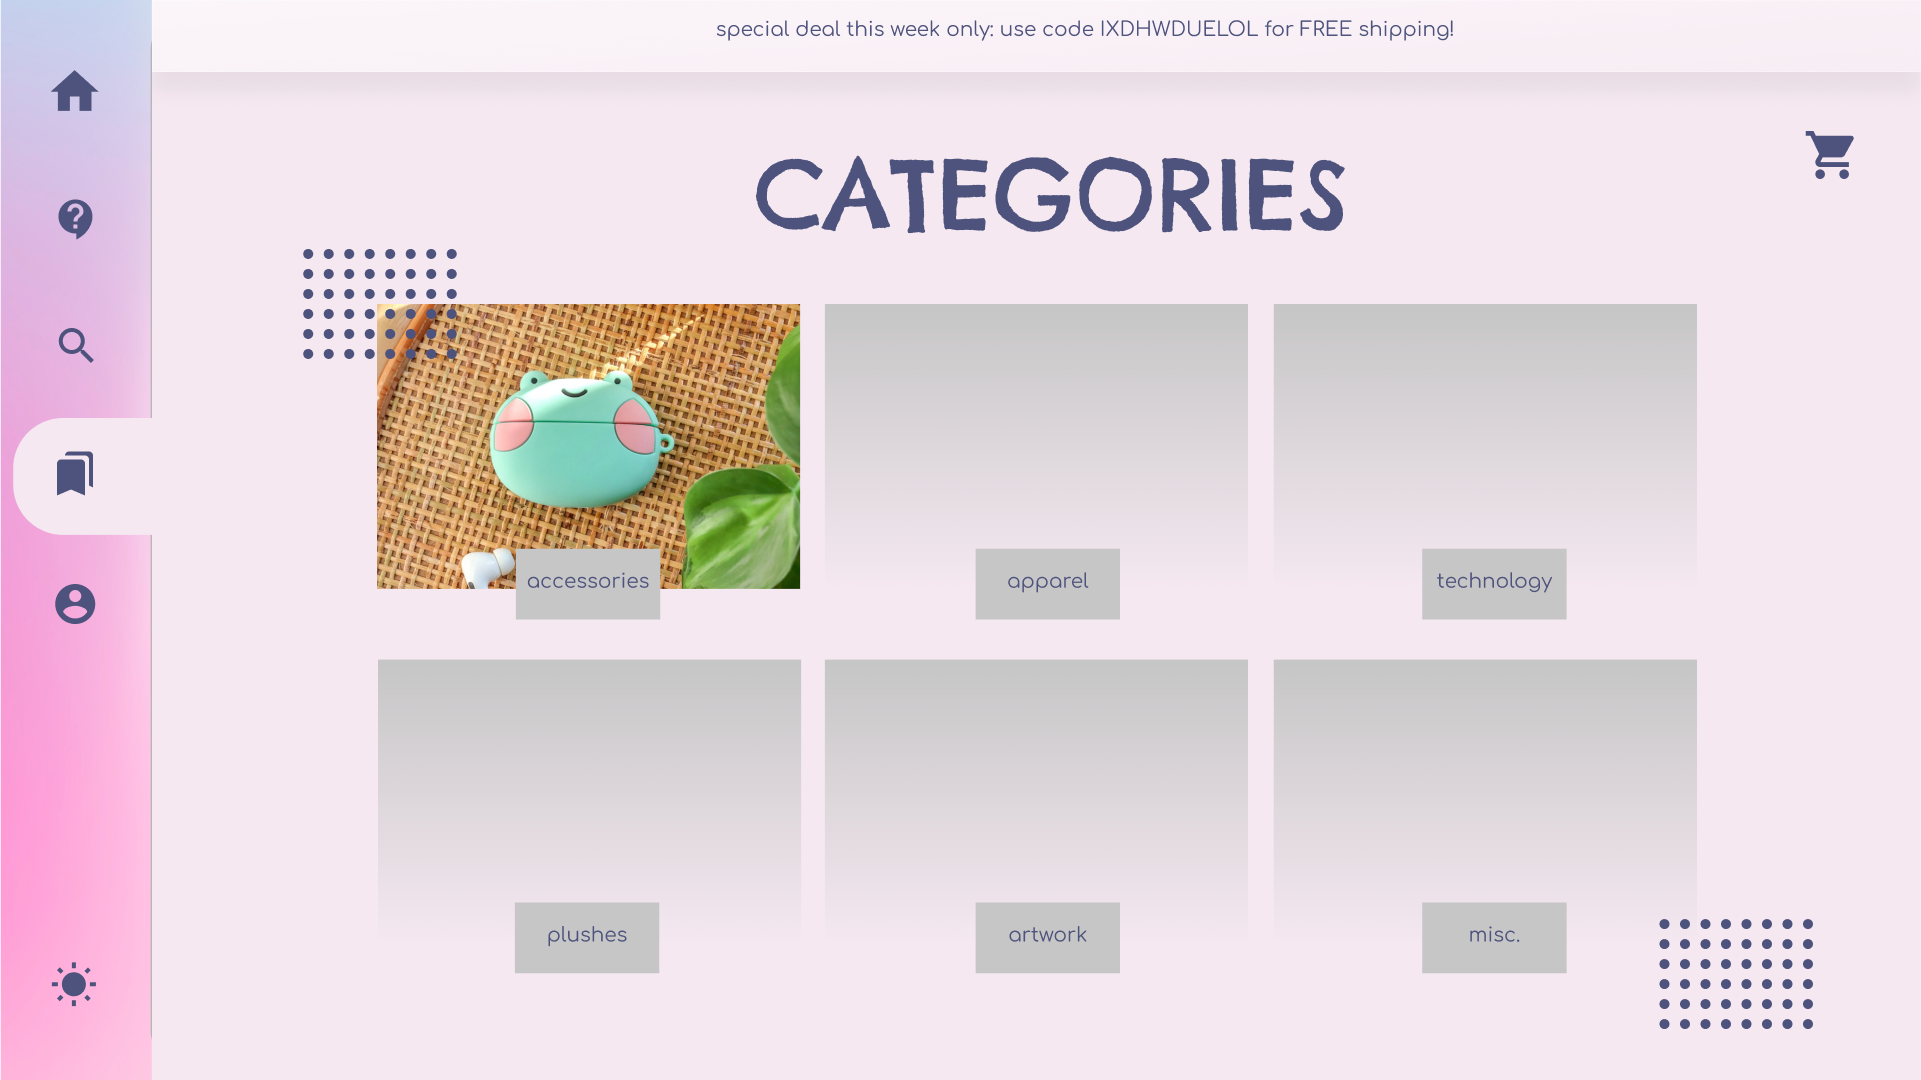 special deal this week only: use code IXDHWDUELOL for FREE shipping!
CATEGORIES
accessories
apparel
technology
plushes
artwork
misc.